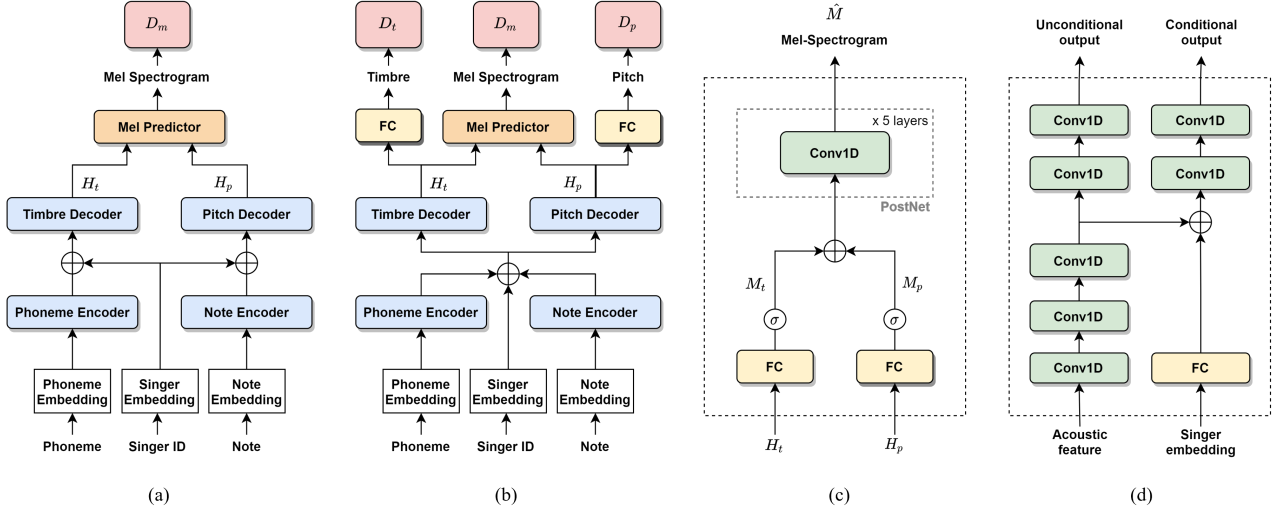 D_m
Mel Spectrogram
Mel Predictor
H_t
H_p
Timbre Decoder
Pitch Decoder
Phoneme Encoder
Note Encoder
Phoneme
Embedding
Singer
Embedding
Note
Embedding
Phoneme
Singer ID
Note
(a)
D_t
D_m
D_p
Timbre
Mel Spectrogram
Pitch
FC
Mel Predictor
FC
H_t
H_p
Timbre Decoder
Pitch Decoder
Phoneme Encoder
Note Encoder
Phoneme
Embedding
Singer
Embedding
Note
Embedding
Phoneme
Singer ID
Note
(b)
M̂
Mel-Spectrogram
x 5 layers
Conv1D
PostNet
M_t
M_p
σ
σ
FC
FC
H_t
H_p
(c)
Unconditional
output
Conditional
output
Conv1D
Conv1D
Conv1D
Conv1D
Conv1D
Conv1D
Conv1D
FC
Acoustic
feature
Singer
embedding
(d)